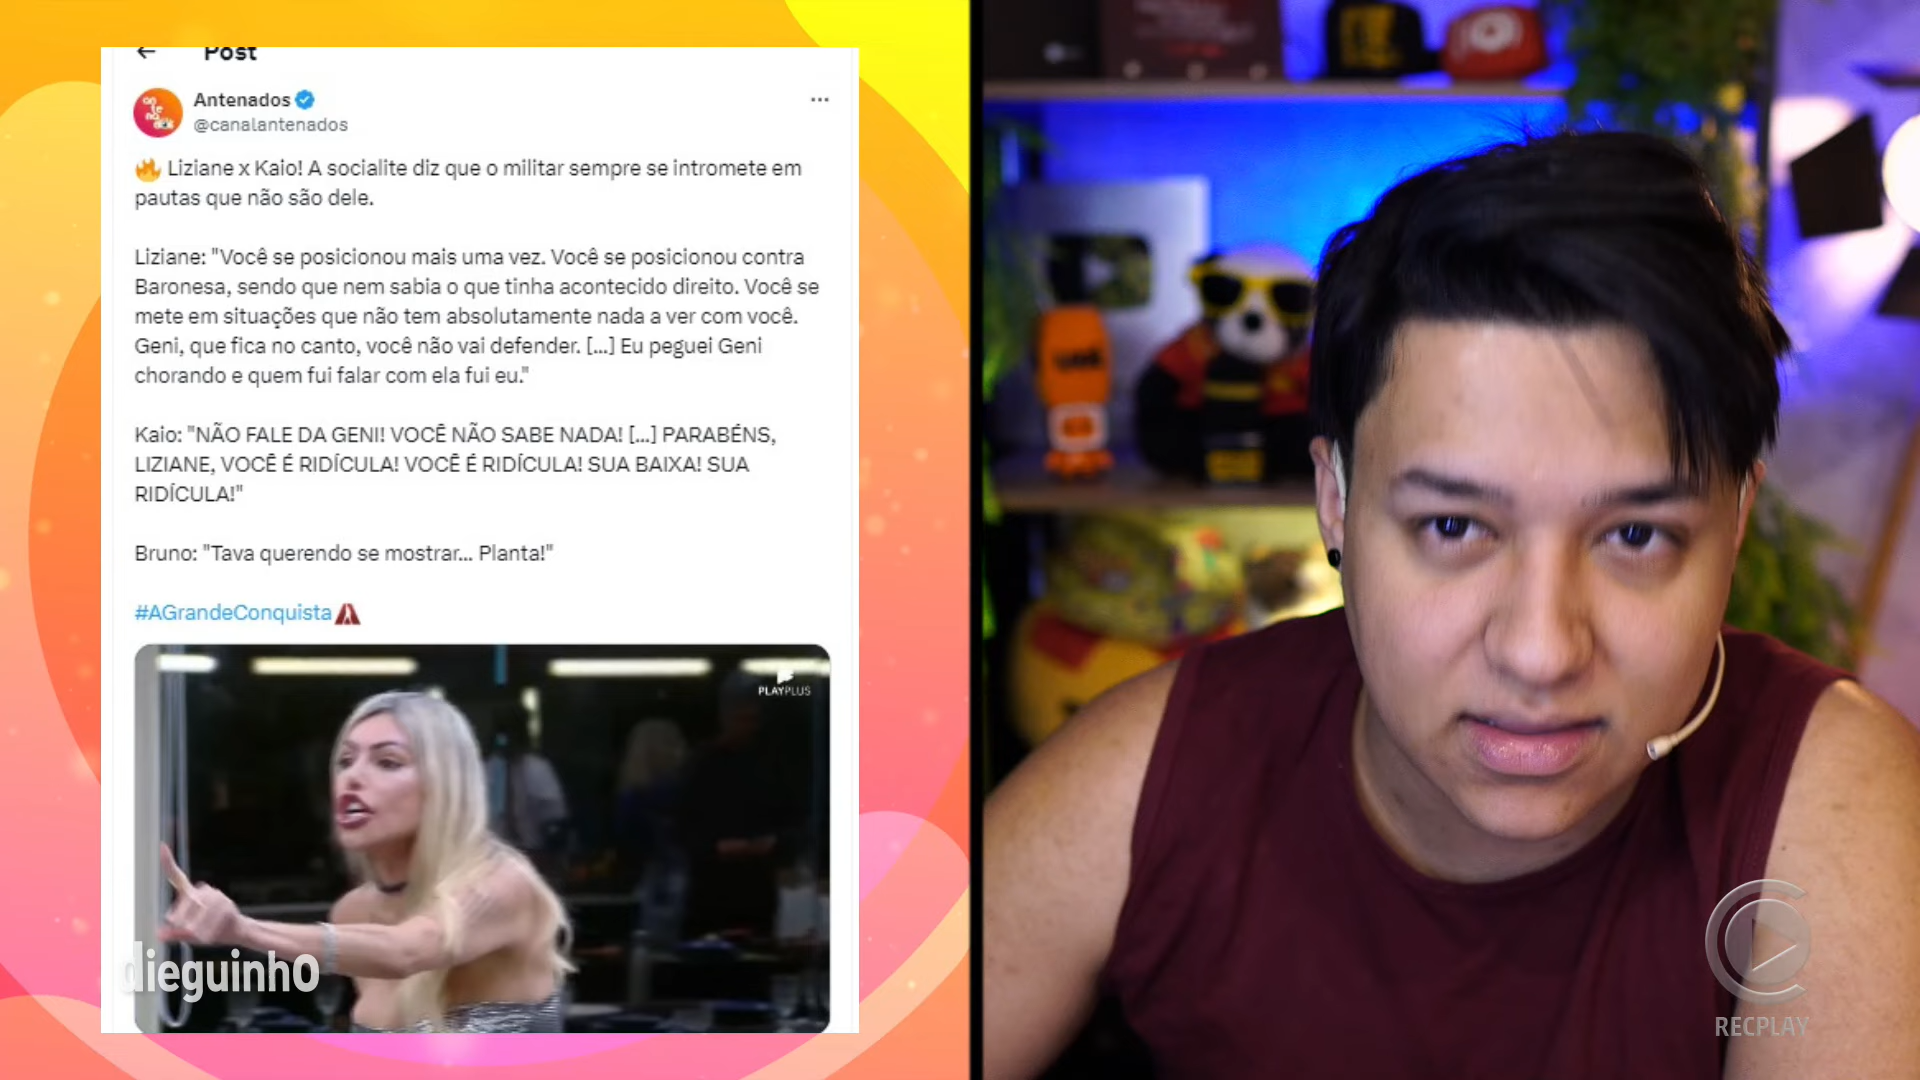 Post
Antenados
@canalantenados
Liziane x Kaio! A socialite diz que o militar sempre se intromete em
pautas que não são dele.
Liziane: "Você se posicionou mais uma vez. Você se posicionou contra
Baronesa, sendo que nem sabia o que tinha acontecido direito. Você se
mete em situações que não tem absolutamente nada a ver com você.
Geni, que fica no canto, você não vai defender. [...] Eu peguei Geni
chorando e quem fui falar com ela fui eu."
Kaio: "NÃO FALE DA GENI! VOCÊ NÃO SABE NADA! [...] PARABÉNS,
LIZIANE, VOCÊ É RIDÍCULA! VOCÊ É RIDÍCULA! SUA BAIXA! SUA
RIDÍCULA!"
Bruno: "Tava querendo se mostrar... Planta!"
#AGrandeConquista
PLAYPLUS
dieguinho
RECPLAY